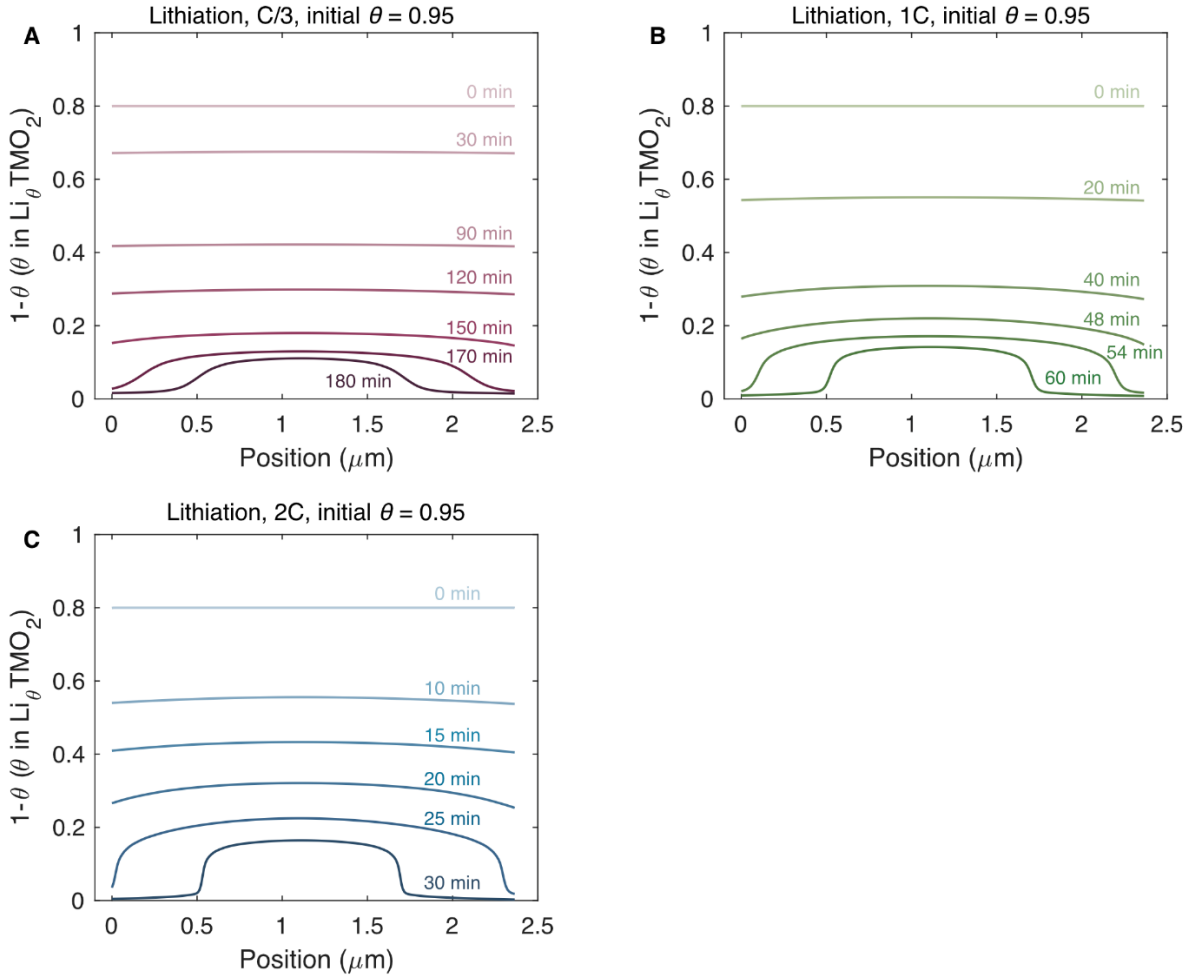 A
Lithiation, C/3, initial θ = 0.95
1-θ (θ in Li_θ TMO_2)
1
0.8
0.6
0.4
0.2
0
0 min
30 min
90 min
120 min
150 min
170 min
180 min
0 0.5 1 1.5 2 2.5
Position (μm)
B
Lithiation, 1C, initial θ = 0.95
1-θ (θ in Li_θ TMO_2)
1
0.8
0.6
0.4
0.2
0
0 min
20 min
40 min
48 min
54 min
60 min
0 0.5 1 1.5 2 2.5
Position (μm)
C
Lithiation, 2C, initial θ = 0.95
1-θ (θ in Li_θ TMO_2)
1
0.8
0.6
0.4
0.2
0
0 min
10 min
15 min
20 min
25 min
30 min
0 0.5 1 1.5 2 2.5
Position (μm)